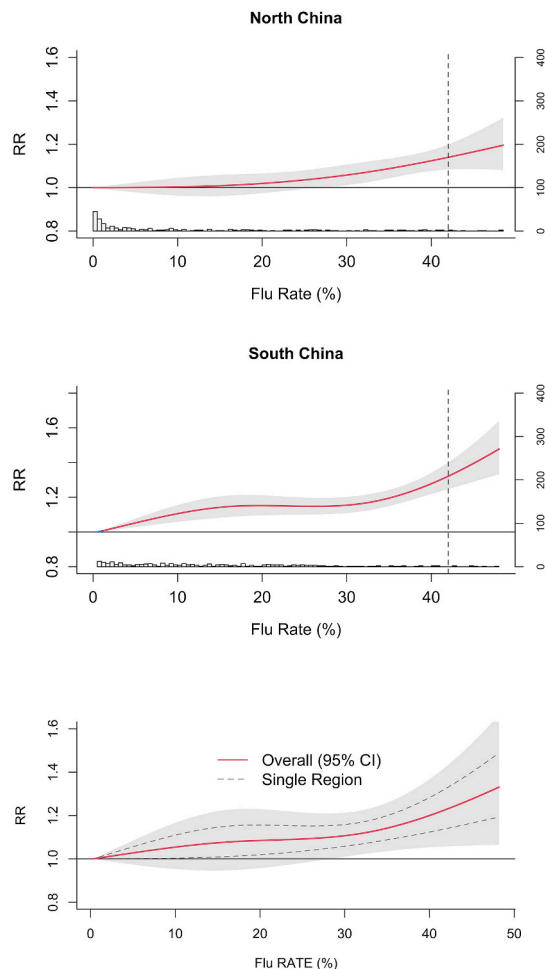 North China
1.6
1.4
1.2
1.0
0.8
RR
400
300
200
100
0
0 10 20 30 40
Flu Rate (%)
South China
1.6
1.2
0.8
RR
400
300
200
100
0
0 10 20 30 40
Flu Rate (%)
1.6
1.4
1.2
1.0
0.8
RR
Overall (95% CI)
Single Region
0 10 20 30 40 50
Flu RATE (%)